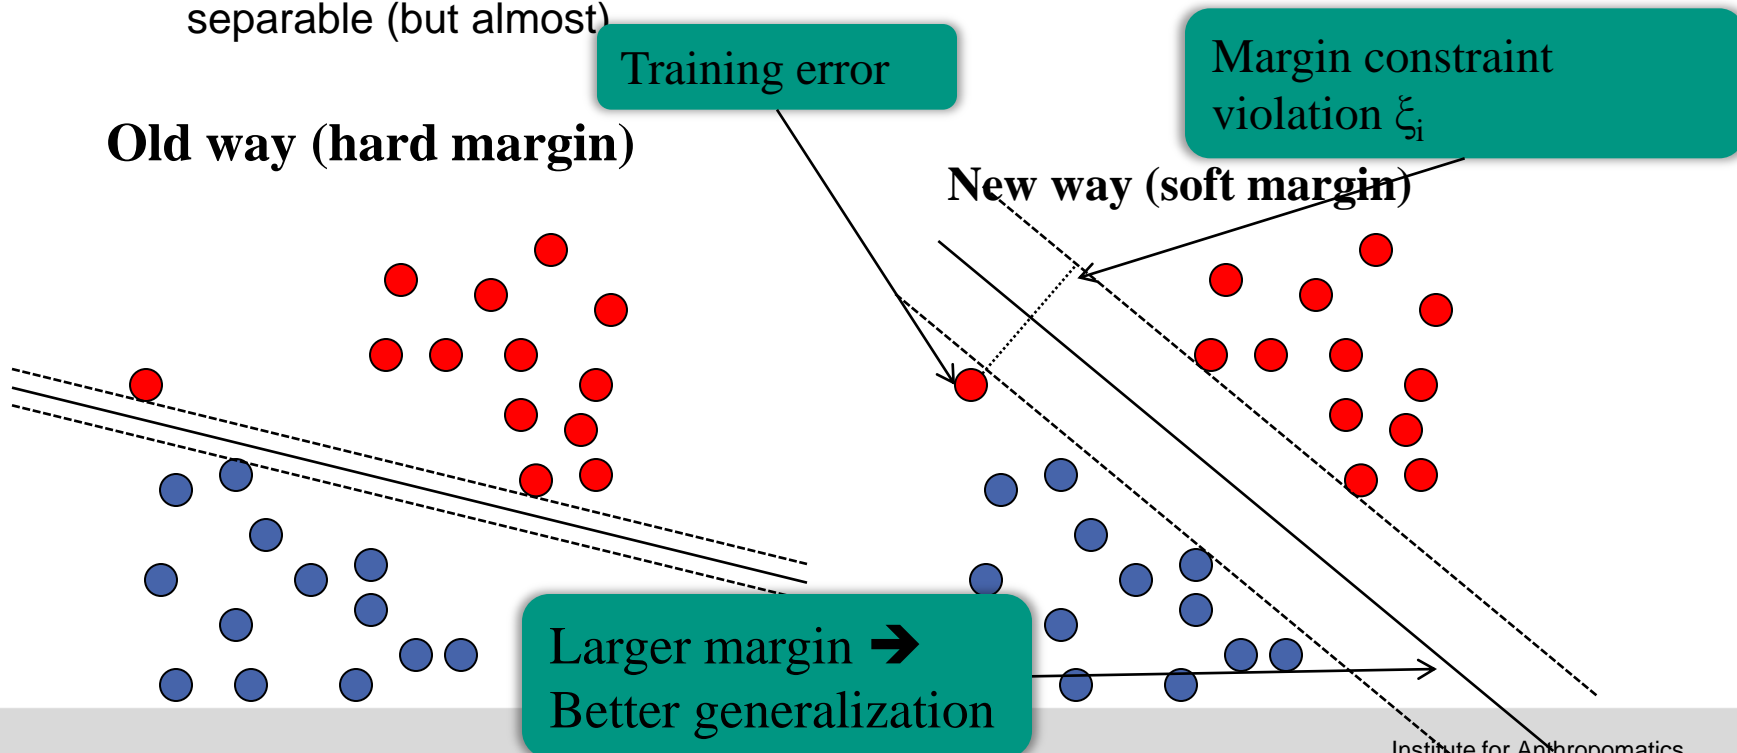 separable (but almost)
Training error
Margin constraint
violation ξi
Old way (hard margin)
New way (soft margin)
Larger margin ➔
Better generalization
Institute for Anthropomatics